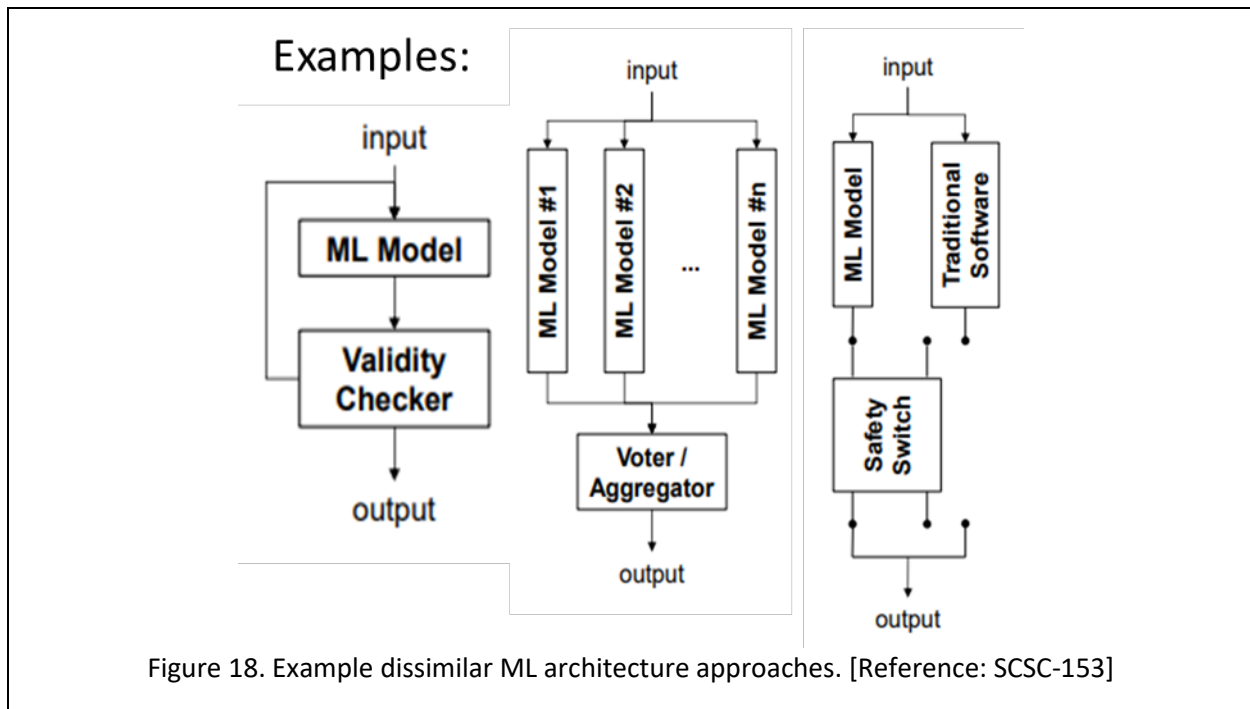 Examples:
input
ML Model
Validity
Checker
output
input
ML Model #1
ML Model #2
...
ML Model #n
Voter /
Aggregator
output
input
ML Model
Traditional
Software
Safety
Switch
output
Figure 18. Example dissimilar ML architecture approaches. [Reference: SCSC-153]